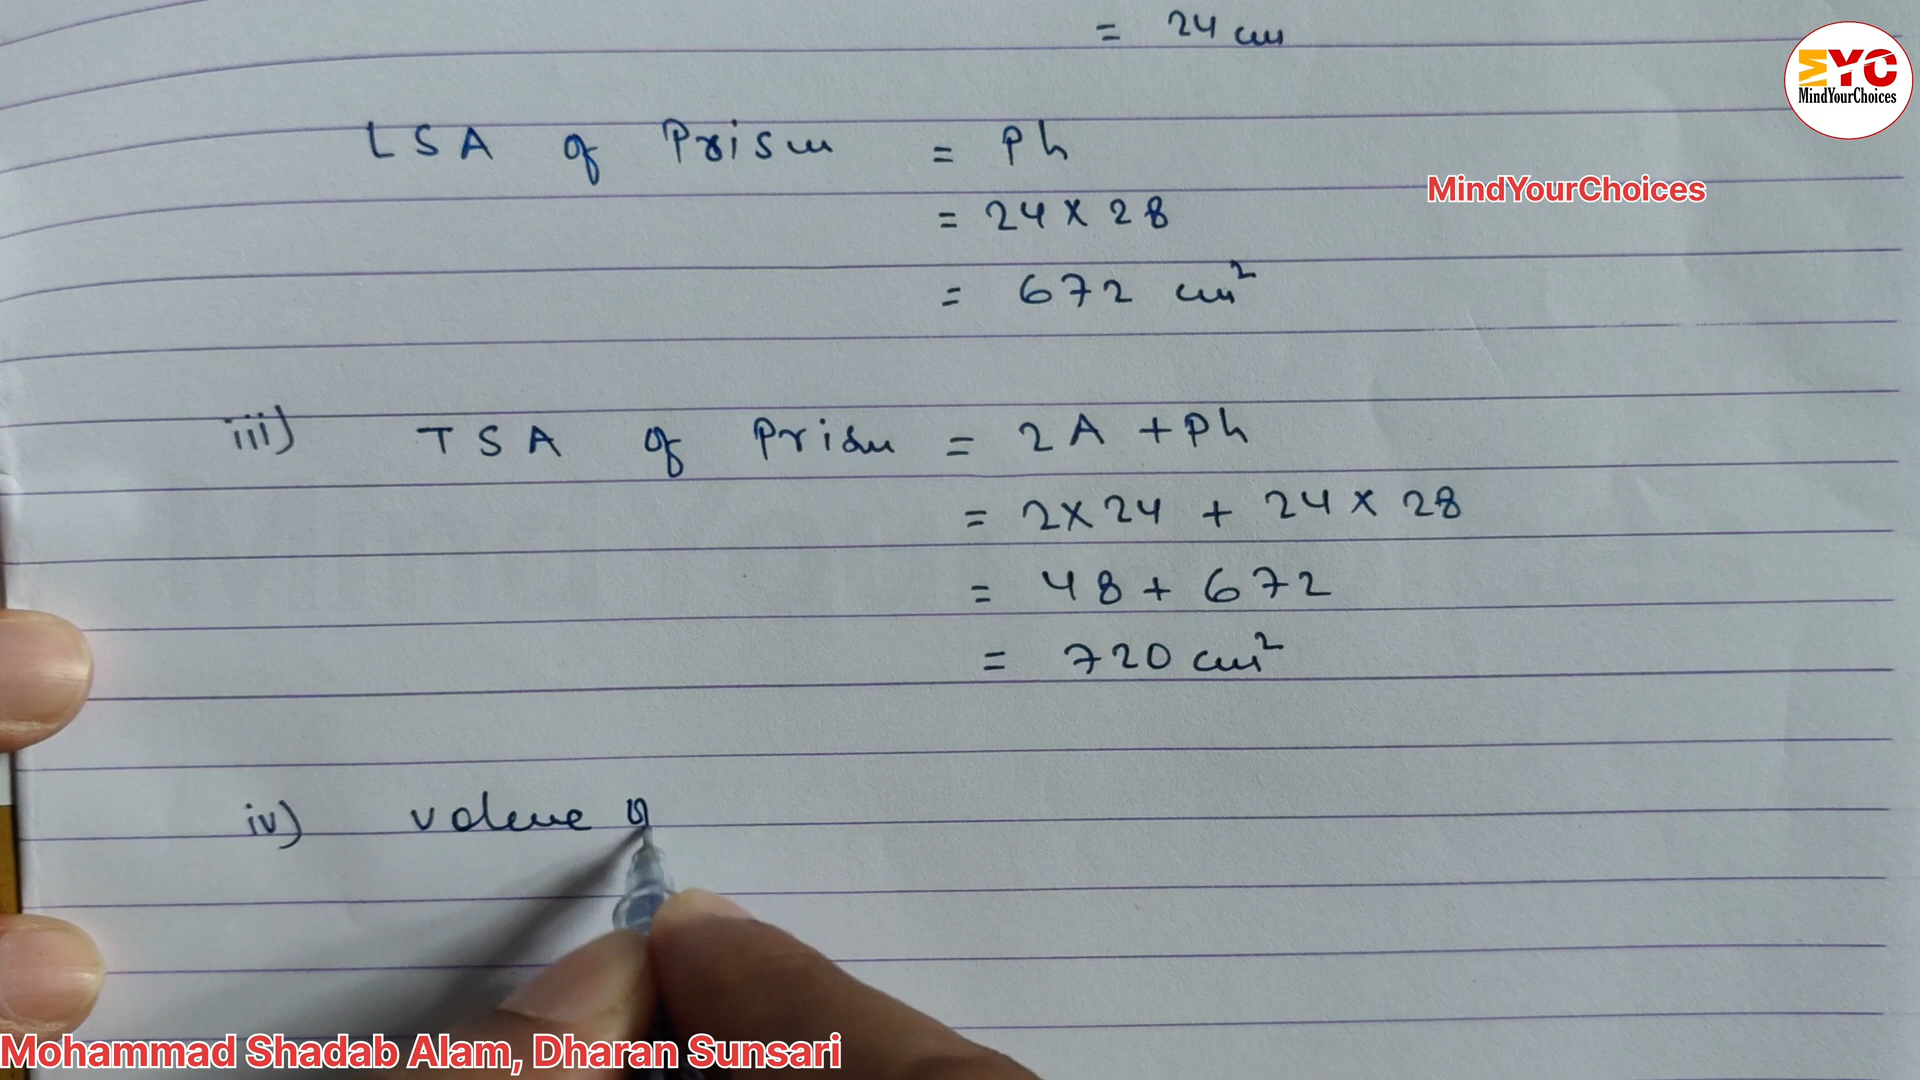 = 24 cm
MYC
MindYourChoices
LSA of Prism = Ph
MindYourChoices
= 24 x 28
= 672 cm²
iii) TSA of Prism = 2A + Ph
= 2x24 + 24 x 28
= 48 + 672
= 720 cm²
iv) volume of
Mohammad Shadab Alam, Dharan Sunsari